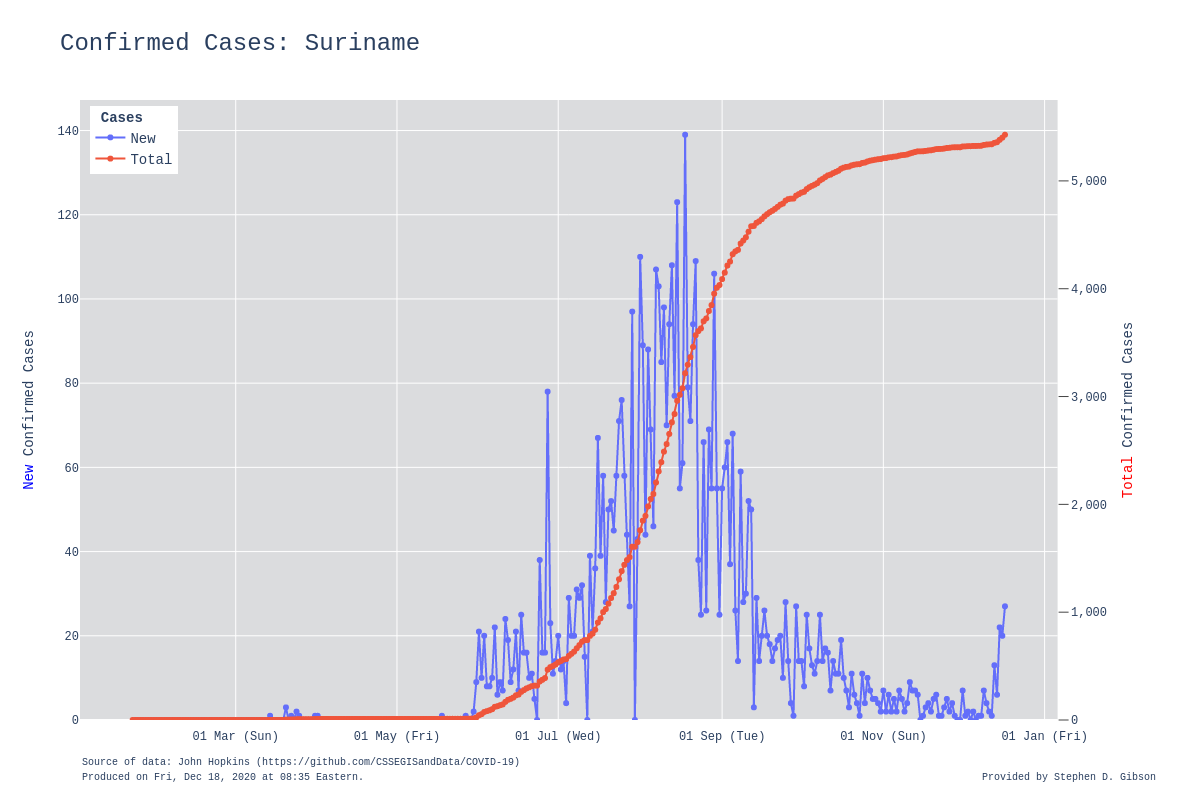 Confirmed Cases: Suriname
Cases
New
Total
140
120
100
80
60
40
20
0
5,000
4,000
3,000
2,000
1,000
0
New Confirmed Cases
Total Confirmed Cases
01 Mar (Sun) 01 May (Fri) 01 Jul (Wed) 01 Sep (Tue) 01 Nov (Sun) 01 Jan (Fri)
Source of data: John Hopkins (https://github.com/CSSEGISandData/COVID-19)
Produced on Fri, Dec 18, 2020 at 08:35 Eastern.
Provided by Stephen D. Gibson